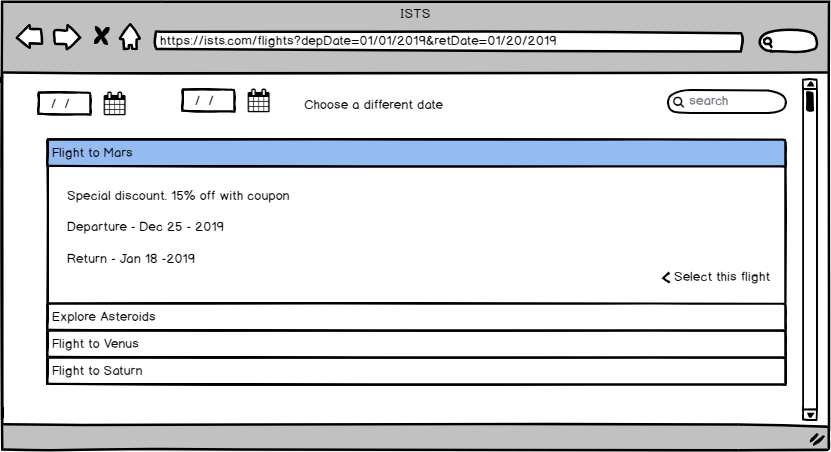 ISTS
https://ists.com/flights?depDate=01/01/2019&retDate=01/20/2019
/ /
/ /
Choose a different date
search
Flight to Mars
Special discount. 15% off with coupon
Departure - Dec 25 - 2019
Return - Jan 18 -2019
Select this flight
Explore Asteroids
Flight to Venus
Flight to Saturn